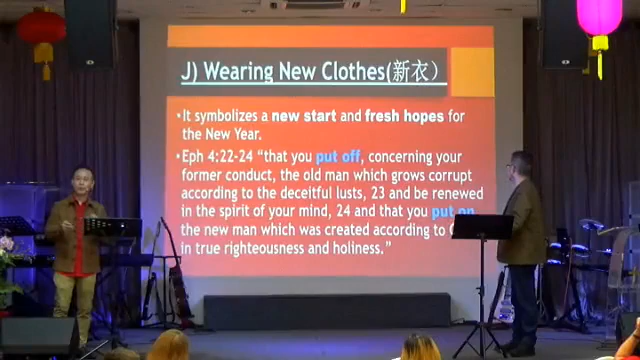 J) Wearing New Clothes(新衣)
•It symbolizes a new start and fresh hopes for
the New Year.
•Eph 4:22-24 “that you put off, concerning your
former conduct, the old man which grows corrupt
according to the deceitful lusts, 23 and be renewed
in the spirit of your mind, 24 and that you put on
the new man which was created according to
in true righteousness and holiness.”